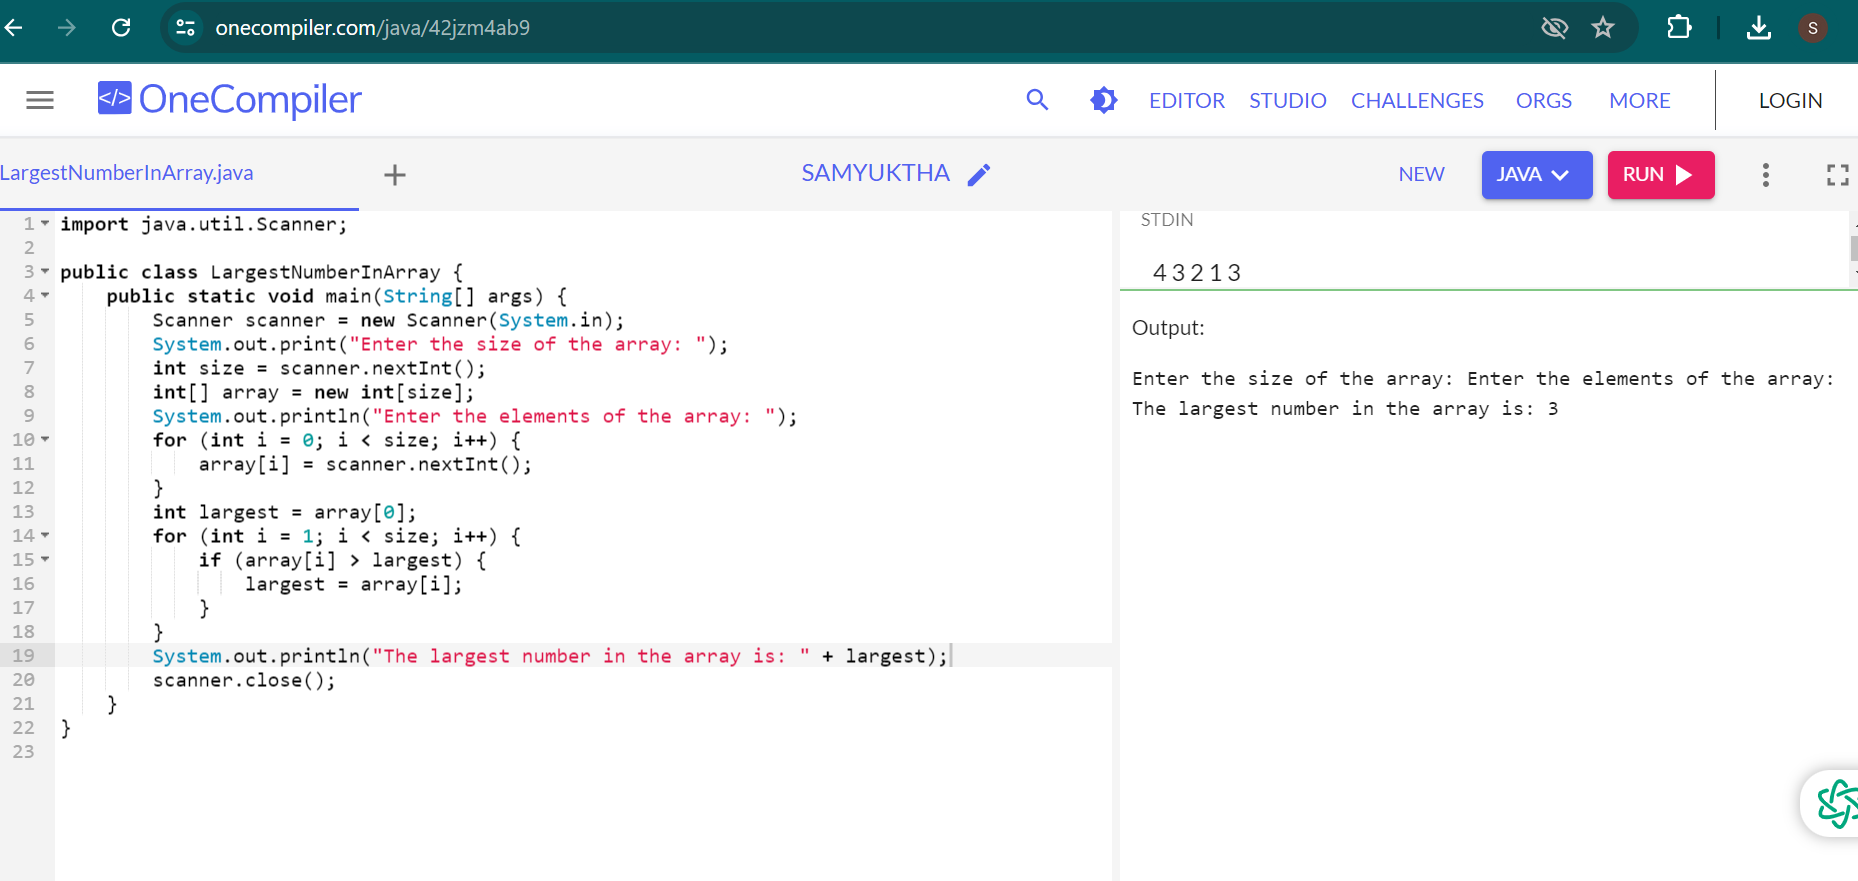 onecompiler.com/java/42jzm4ab9
S
</> OneCompiler
EDITOR STUDIO CHALLENGES ORGS MORE LOGIN
LargestNumberInArray.java
+
SAMYUKTHA
NEW JAVA RUN
1 import java.util.Scanner;
2
3 public class LargestNumberInArray {
4 public static void main(String[] args) {
5 Scanner scanner = new Scanner(System.in);
6 System.out.print("Enter the size of the array: ");
7 int size = scanner.nextInt();
8 int[] array = new int[size];
9 System.out.println("Enter the elements of the array: ");
10 for (int i = 0; i < size; i++) {
11 array[i] = scanner.nextInt();
12 }
13 int largest = array[0];
14 for (int i = 1; i < size; i++) {
15 if (array[i] > largest) {
16 largest = array[i];
17 }
18 }
19 System.out.println("The largest number in the array is: " + largest);
20 scanner.close();
21 }
22 }
23
STDIN
4 3 2 1 3
Output:
Enter the size of the array: Enter the elements of the array:
The largest number in the array is: 3